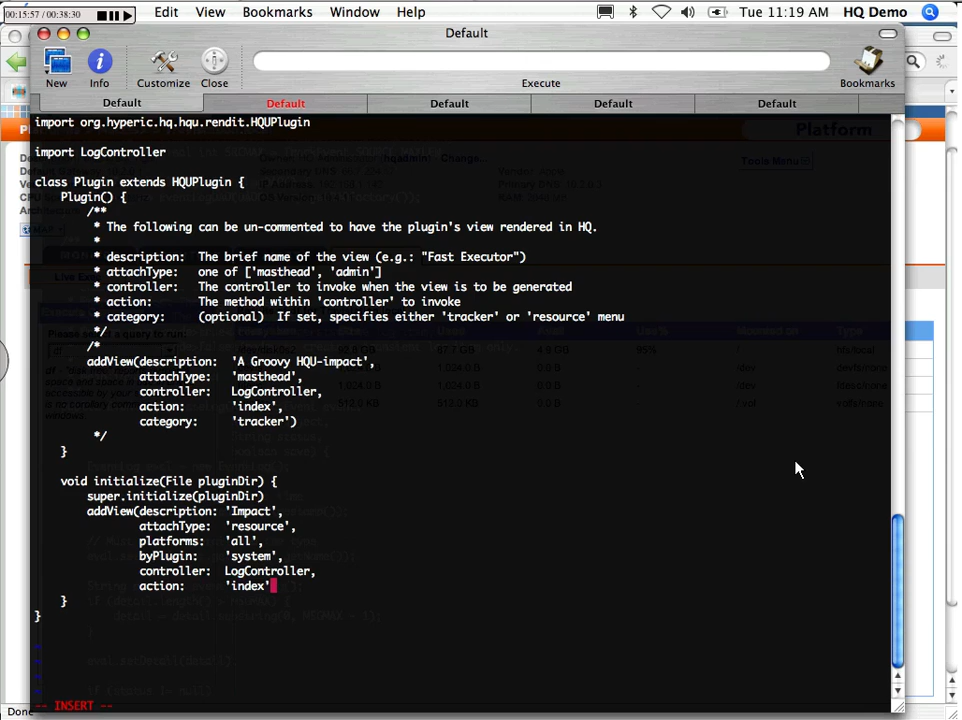 00:15:57 / 00:38:30
Edit View Bookmarks Window Help
Tue 11:19 AM HQ Demo
Default
New Info Customize Close Execute Bookmarks
Default Default Default Default Default
import org.hyperic.hq.hqu.rendit.HQUPlugin
import LogController
class Plugin extends HQUPlugin {
Plugin() {
/**
* The following can be un-commented to have the plugin's view rendered in HQ.
*
* description: The brief name of the view (e.g.: "Fast Executor")
* attachType: one of ['masthead', 'admin']
* controller: The controller to invoke when the view is to be generated
* action: The method within 'controller' to invoke
* category: (optional) If set, specifies either 'tracker' or 'resource' menu
*/
/*
addView(description: 'A Groovy HQU-impact',
attachType: 'masthead',
controller: LogController,
action: 'index',
category: 'tracker')
*/
}
void initialize(File pluginDir) {
super.initialize(pluginDir)
addView(description: 'Impact',
attachType: 'resource',
platforms: 'all',
byPlugin: 'system',
controller: LogController,
action: 'index'
}
}
-- INSERT --
Done
Platform
Tools Menu